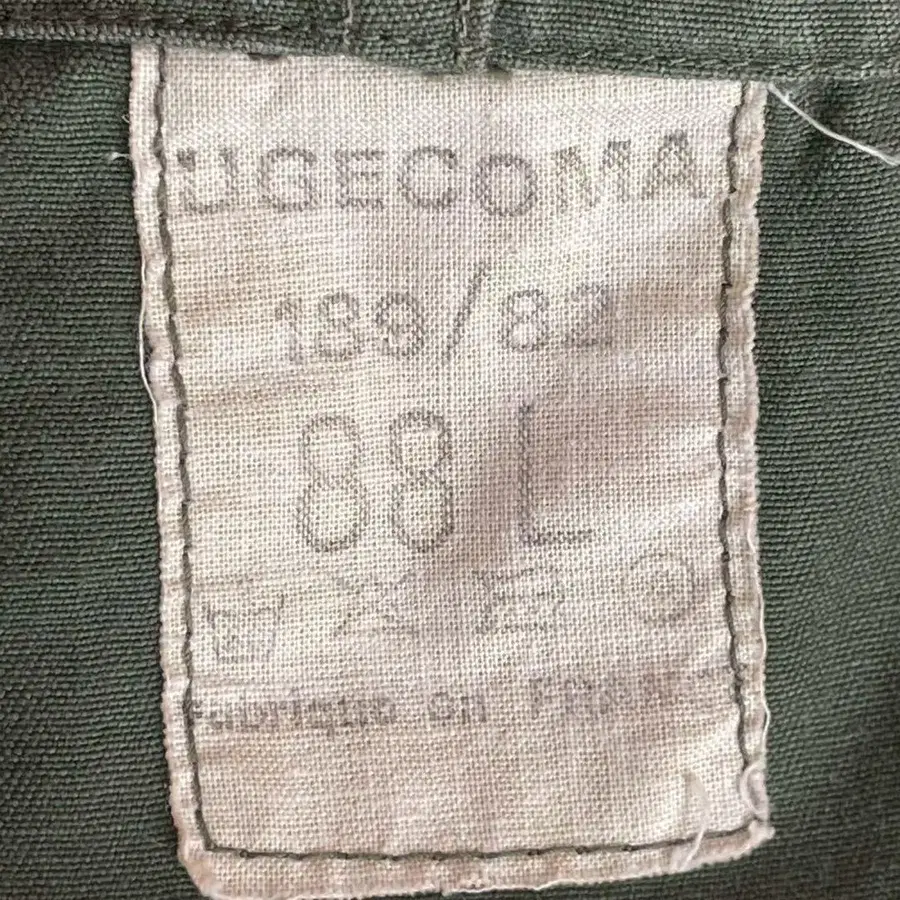 UGECOMA
189/82
88 L
Fabriqué en FRANCE